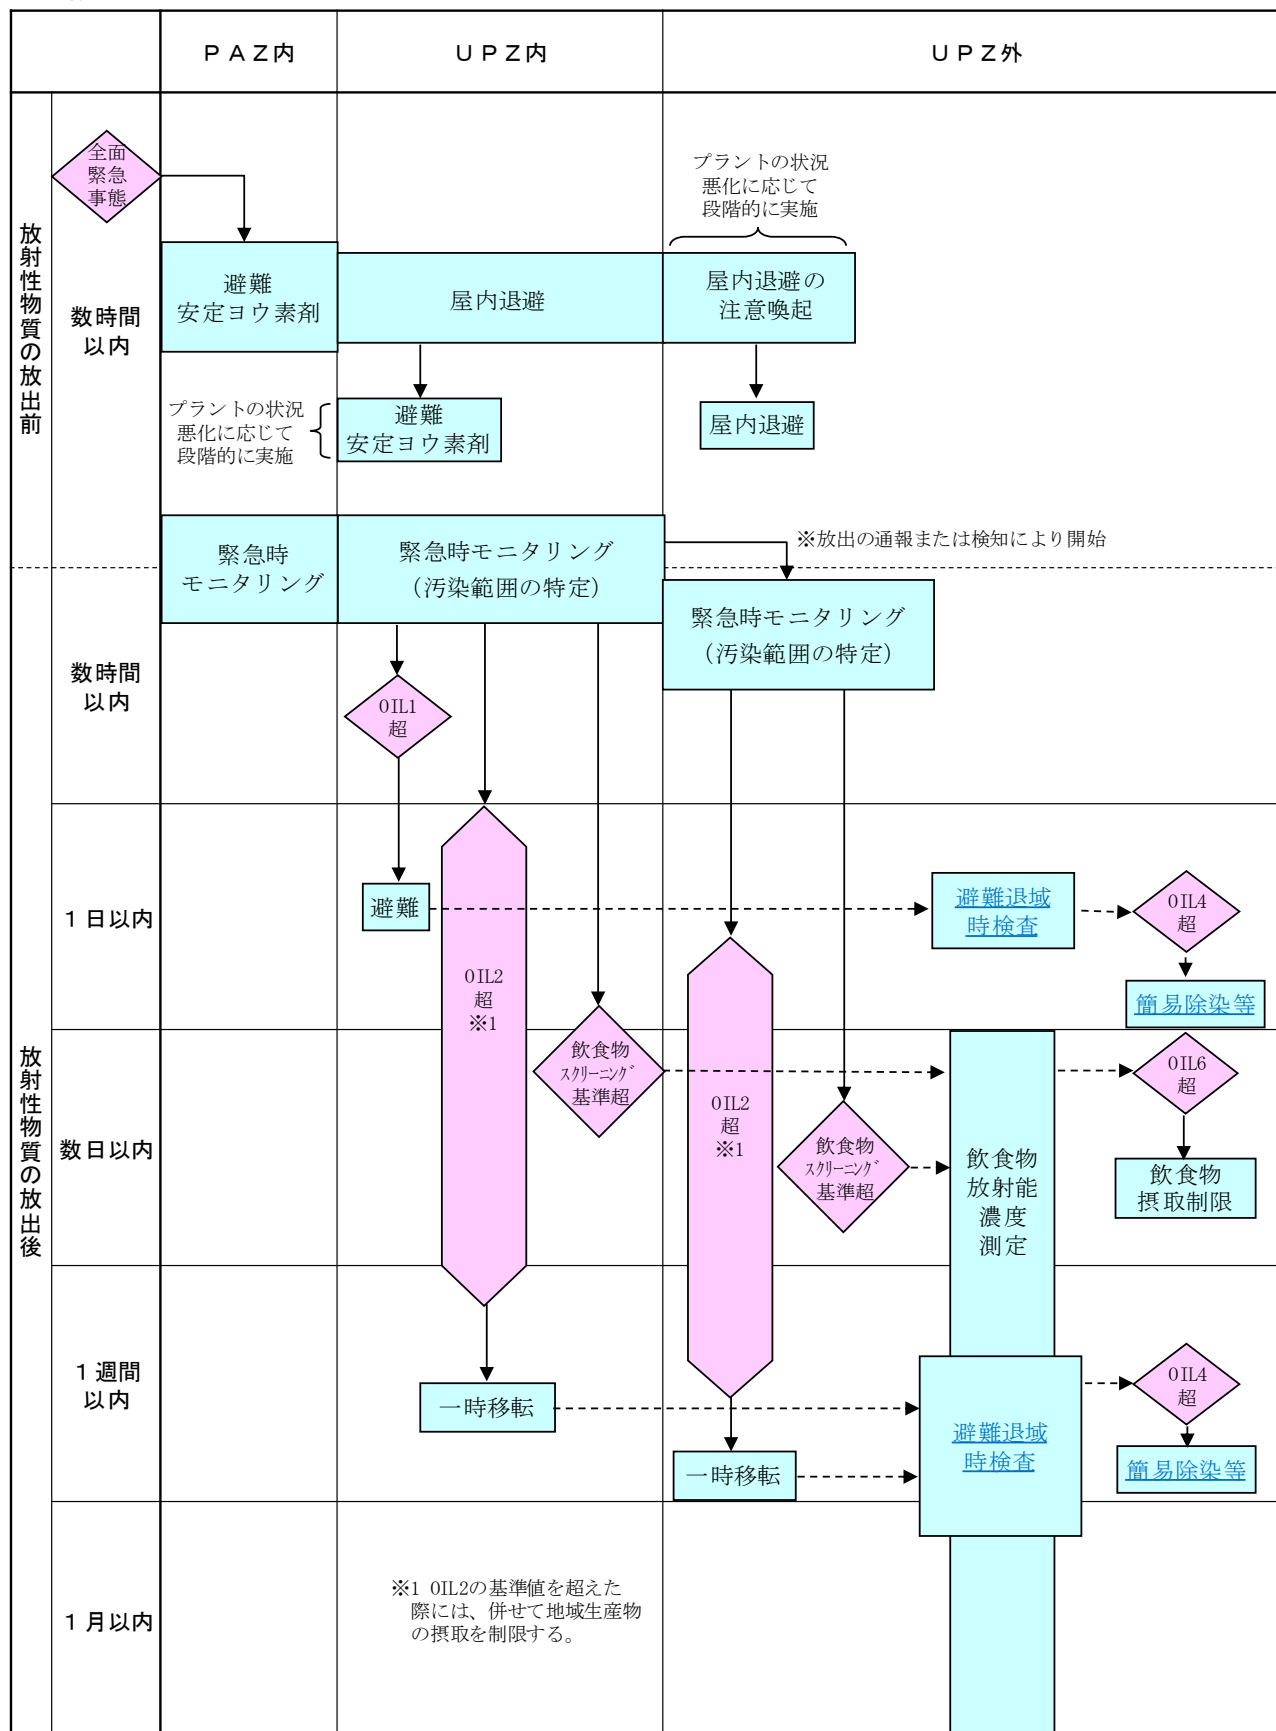 ＰＡＺ内
ＵＰＺ内
ＵＰＺ外
放射性物質の放出前
全面
緊急
事態
数時間
以内
避難
安定ヨウ素剤
屋内退避
プラントの状況
悪化に応じて
段階的に実施
屋内退避の
注意喚起
プラントの状況
悪化に応じて
段階的に実施
避難
安定ヨウ素剤
屋内退避
緊急時
モニタリング
緊急時モニタリング
（汚染範囲の特定）
※放出の通報または検知により開始
緊急時モニタリング
（汚染範囲の特定）
放射性物質の放出後
数時間
以内
OIL1
超
１日以内
避難
避難退域
時検査
OIL4
超
簡易除染等
OIL2
超
※1
数日以内
飲食物
ｽｸﾘｰﾆﾝｸﾞ
基準超
OIL2
超
※1
飲食物
ｽｸﾘｰﾆﾝｸﾞ
基準超
飲食物
放射能
濃度
測定
OIL6
超
飲食物
摂取制限
１週間
以内
一時移転
一時移転
避難退域
時検査
OIL4
超
簡易除染等
１月以内
※1 OIL2の基準値を超えた
際には、併せて地域生産物
の摂取を制限する。